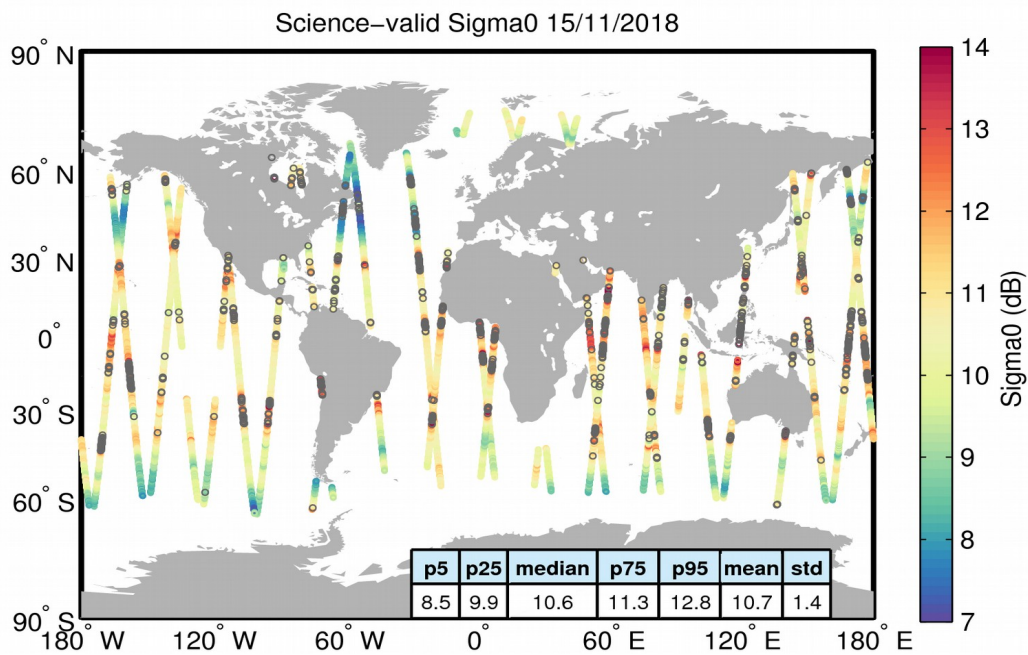 Science−valid Sigma0 15/11/2018
90° N
60° N
30° N
0°
30° S
60° S
90° S
180° W
120° W
60° W
0°
60° E
120° E
180° E
p5 p25 median p75 p95 mean std
8.5 9.9 10.6 11.3 12.8 10.7 1.4
14
13
12
11
10
9
8
7
Sigma0 (dB)